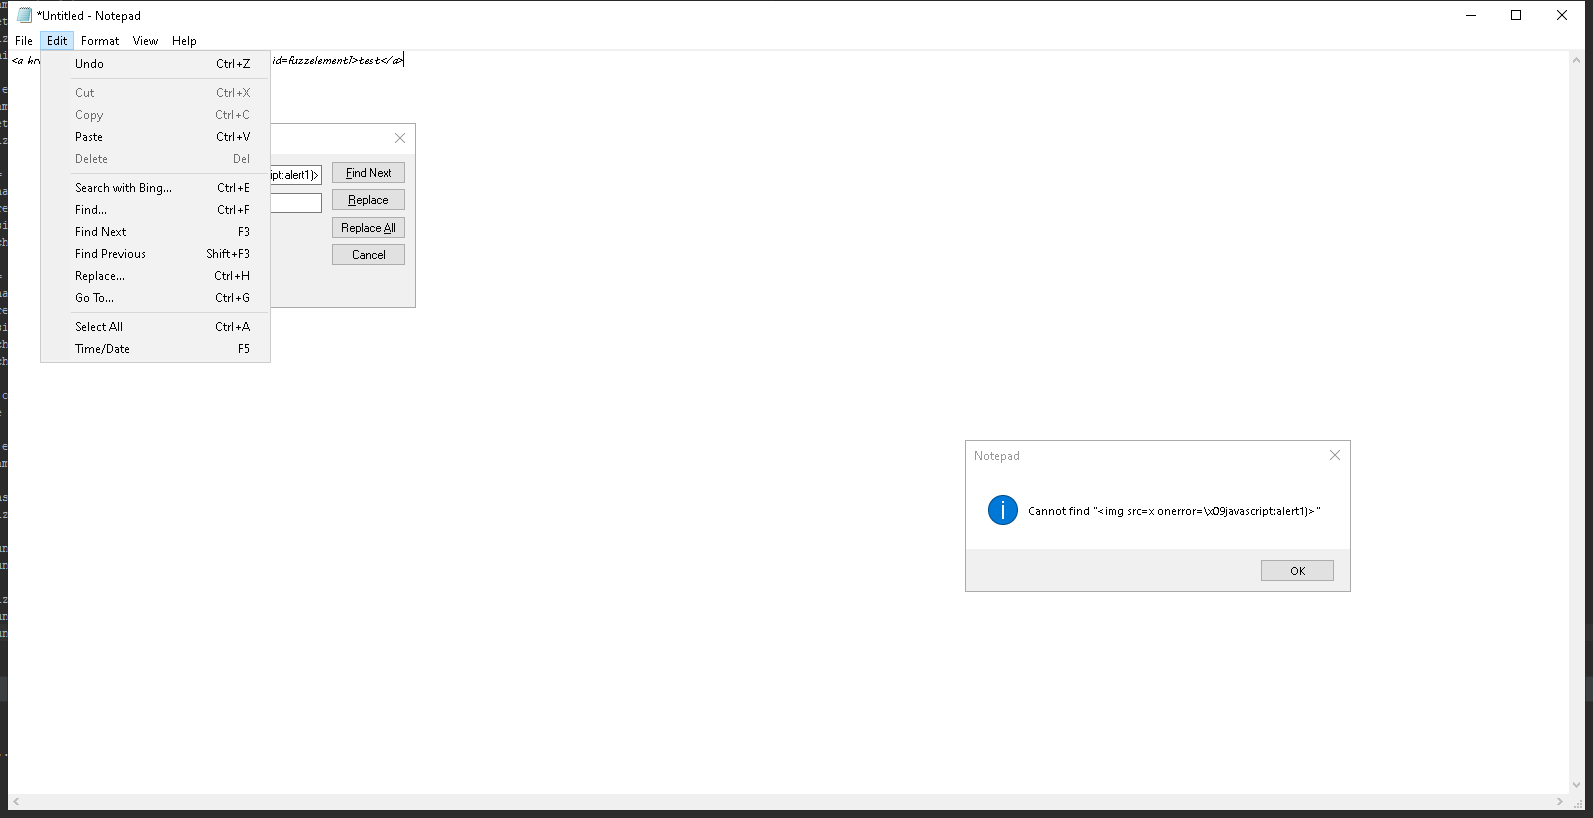 *Untitled - Notepad
File Edit Format View Help
<a hr id=fuzzelement1>test</a>
Undo Ctrl+Z
Cut Ctrl+X
Copy Ctrl+C
Paste Ctrl+V
Delete Del
Search with Bing... Ctrl+E
Find... Ctrl+F
Find Next F3
Find Previous Shift+F3
Replace... Ctrl+H
Go To... Ctrl+G
Select All Ctrl+A
Time/Date F5
ipt:alert1)>
Find Next
Replace
Replace All
Cancel
Notepad
Cannot find "<img src=x onerror=\x09javascript:alert1)>"
OK